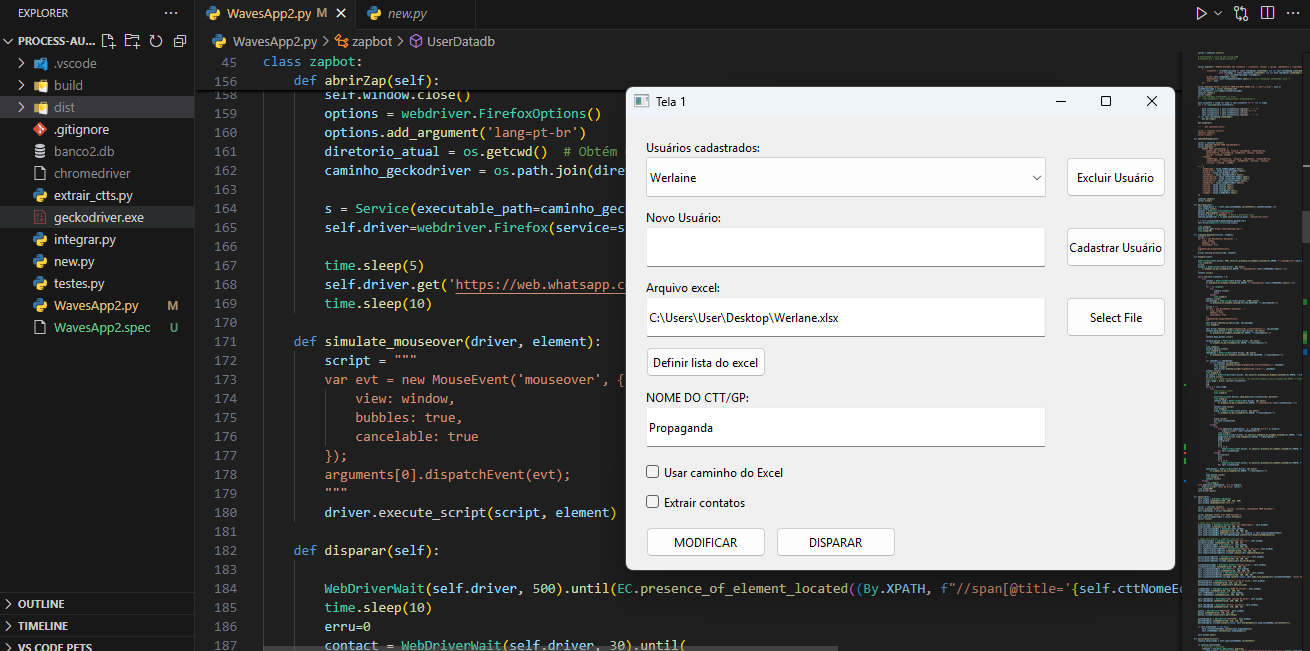 EXPLORER
PROCESS-AU...
.vscode
build
dist
.gitignore
banco2.db
chromedriver
extrair_ctts.py
geckodriver.exe
integrar.py
new.py
testes.py
WavesApp2.py M
WavesApp2.spec U
OUTLINE
TIMELINE
VS CODE PETS
WavesApp2.py M
new.py
WavesApp2.py > zapbot > UserDatadb
45 class zapbot:
156 def abrirZap(self):
158 self.window.close()
159 options = webdriver.FirefoxOptions()
160 options.add_argument('lang=pt-br')
161 diretorio_atual = os.getcwd() # Obtém
162 caminho_geckodriver = os.path.join(dire
163
164 s = Service(executable_path=caminho_gec
165 self.driver=webdriver.Firefox(service=s
166
167 time.sleep(5)
168 self.driver.get('https://web.whatsapp.c
169 time.sleep(10)
170
171 def simulate_mouseover(driver, element):
172 script = """
173 var evt = new MouseEvent('mouseover', {
174 view: window,
175 bubbles: true,
176 cancelable: true
177 });
178 arguments[0].dispatchEvent(evt);
179 """
180 driver.execute_script(script, element)
181
182 def disparar(self):
183
184 WebDriverWait(self.driver, 500).until(EC.presence_of_element_located((By.XPATH, f"//span[@title='{self.cttNomeEd
185 time.sleep(10)
186 erru=0
187 contact = WebDriverWait(self.driver, 30).until(
Tela 1
Usuários cadastrados:
Werlaine
Excluir Usuário
Novo Usuário:
Cadastrar Usuário
Arquivo excel:
C:\Users\User\Desktop\Werlane.xlsx
Select File
Definir lista do excel
NOME DO CTT/GP:
Propaganda
Usar caminho do Excel
Extrair contatos
MODIFICAR
DISPARAR